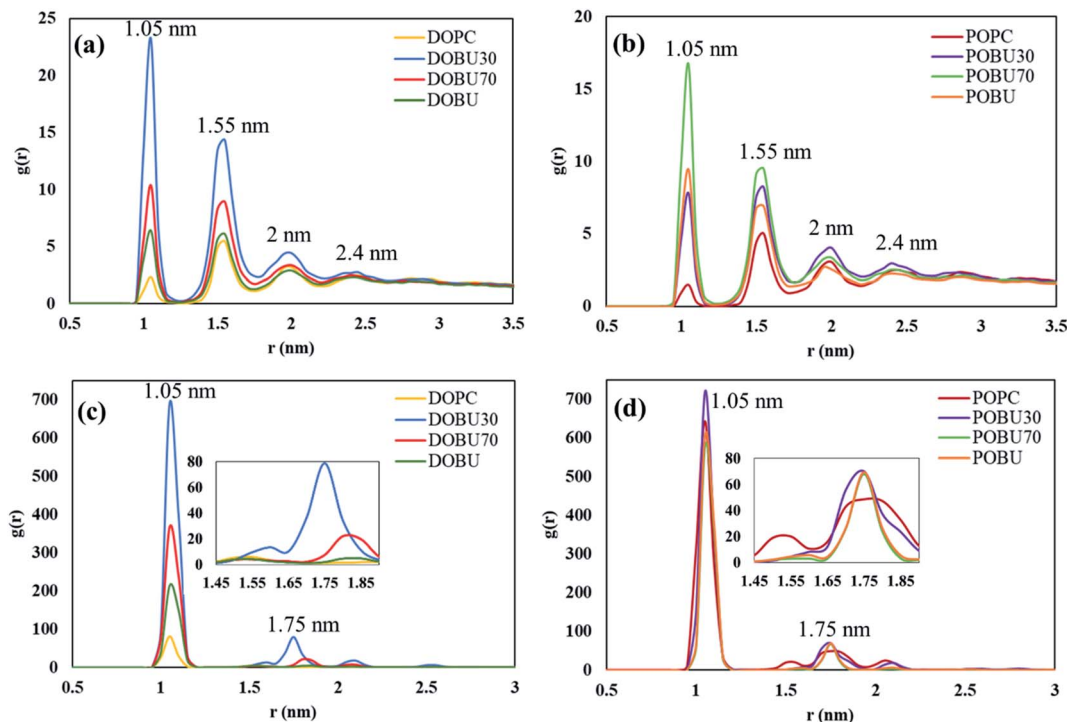 (a)
1.05 nm
1.55 nm
2 nm
2.4 nm
DOPC
DOBU30
DOBU70
DOBU
g(r)
25
20
15
10
5
0
0.5 1 1.5 2 2.5 3 3.5
r (nm)
(b)
1.05 nm
1.55 nm
2 nm
2.4 nm
POPC
POBU30
POBU70
POBU
g(r)
20
15
10
5
0
0.5 1 1.5 2 2.5 3 3.5
r (nm)
(c)
1.05 nm
1.75 nm
DOPC
DOBU30
DOBU70
DOBU
g(r)
700
600
500
400
300
200
100
0
80
60
40
20
0
1.45 1.55 1.65 1.75 1.85
0.5 1 1.5 2 2.5 3
r (nm)
(d)
1.05 nm
1.75 nm
POPC
POBU30
POBU70
POBU
g(r)
700
600
500
400
300
200
100
0
80
60
40
20
0
1.45 1.55 1.65 1.75 1.85
0.5 1 1.5 2 2.5 3
r (nm)